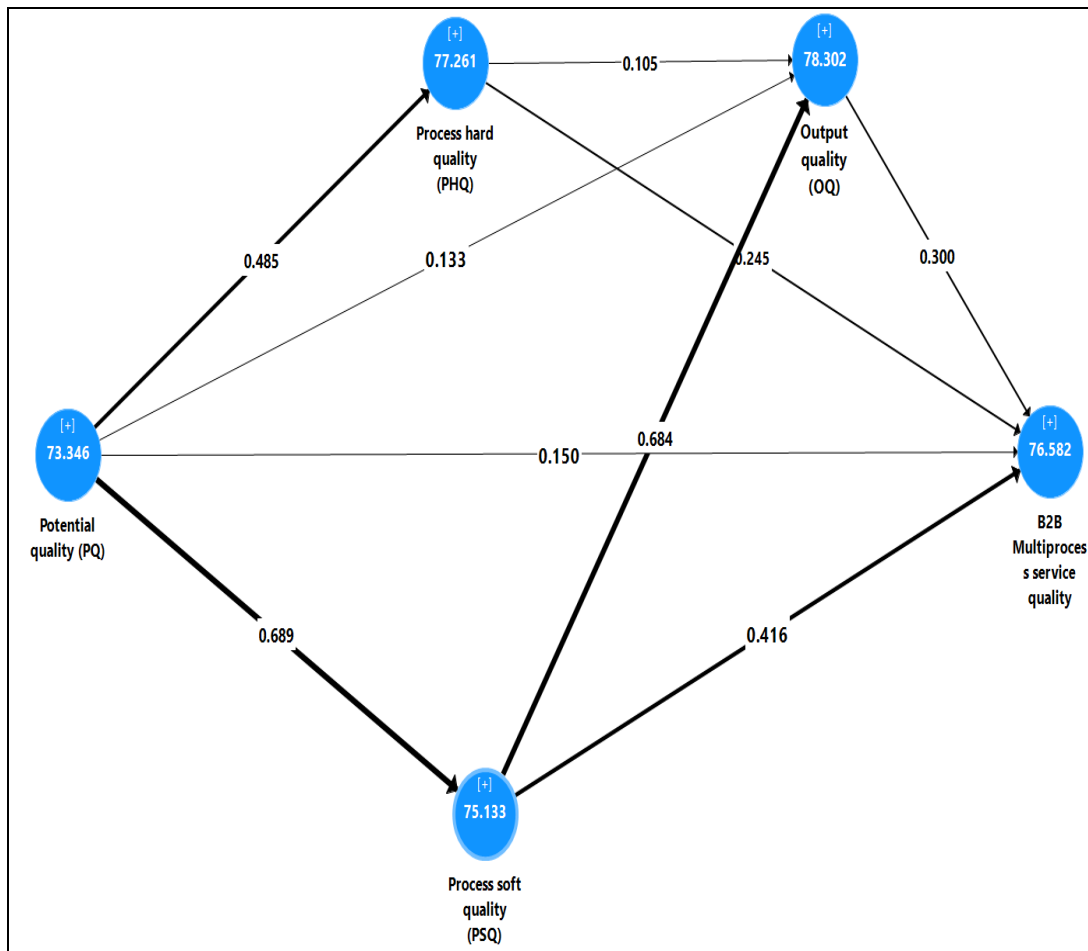 [+]
77.261
Process hard
quality
(PHQ)
[+]
78.302
Output
quality
(OQ)
0.105
0.485
0.133
0.245
0.300
[+]
73.346
Potential
quality (PQ)
0.684
0.150
[+]
76.582
B2B
Multiproces
s service
quality
0.689
0.416
[+]
75.133
Process soft
quality
(PSQ)